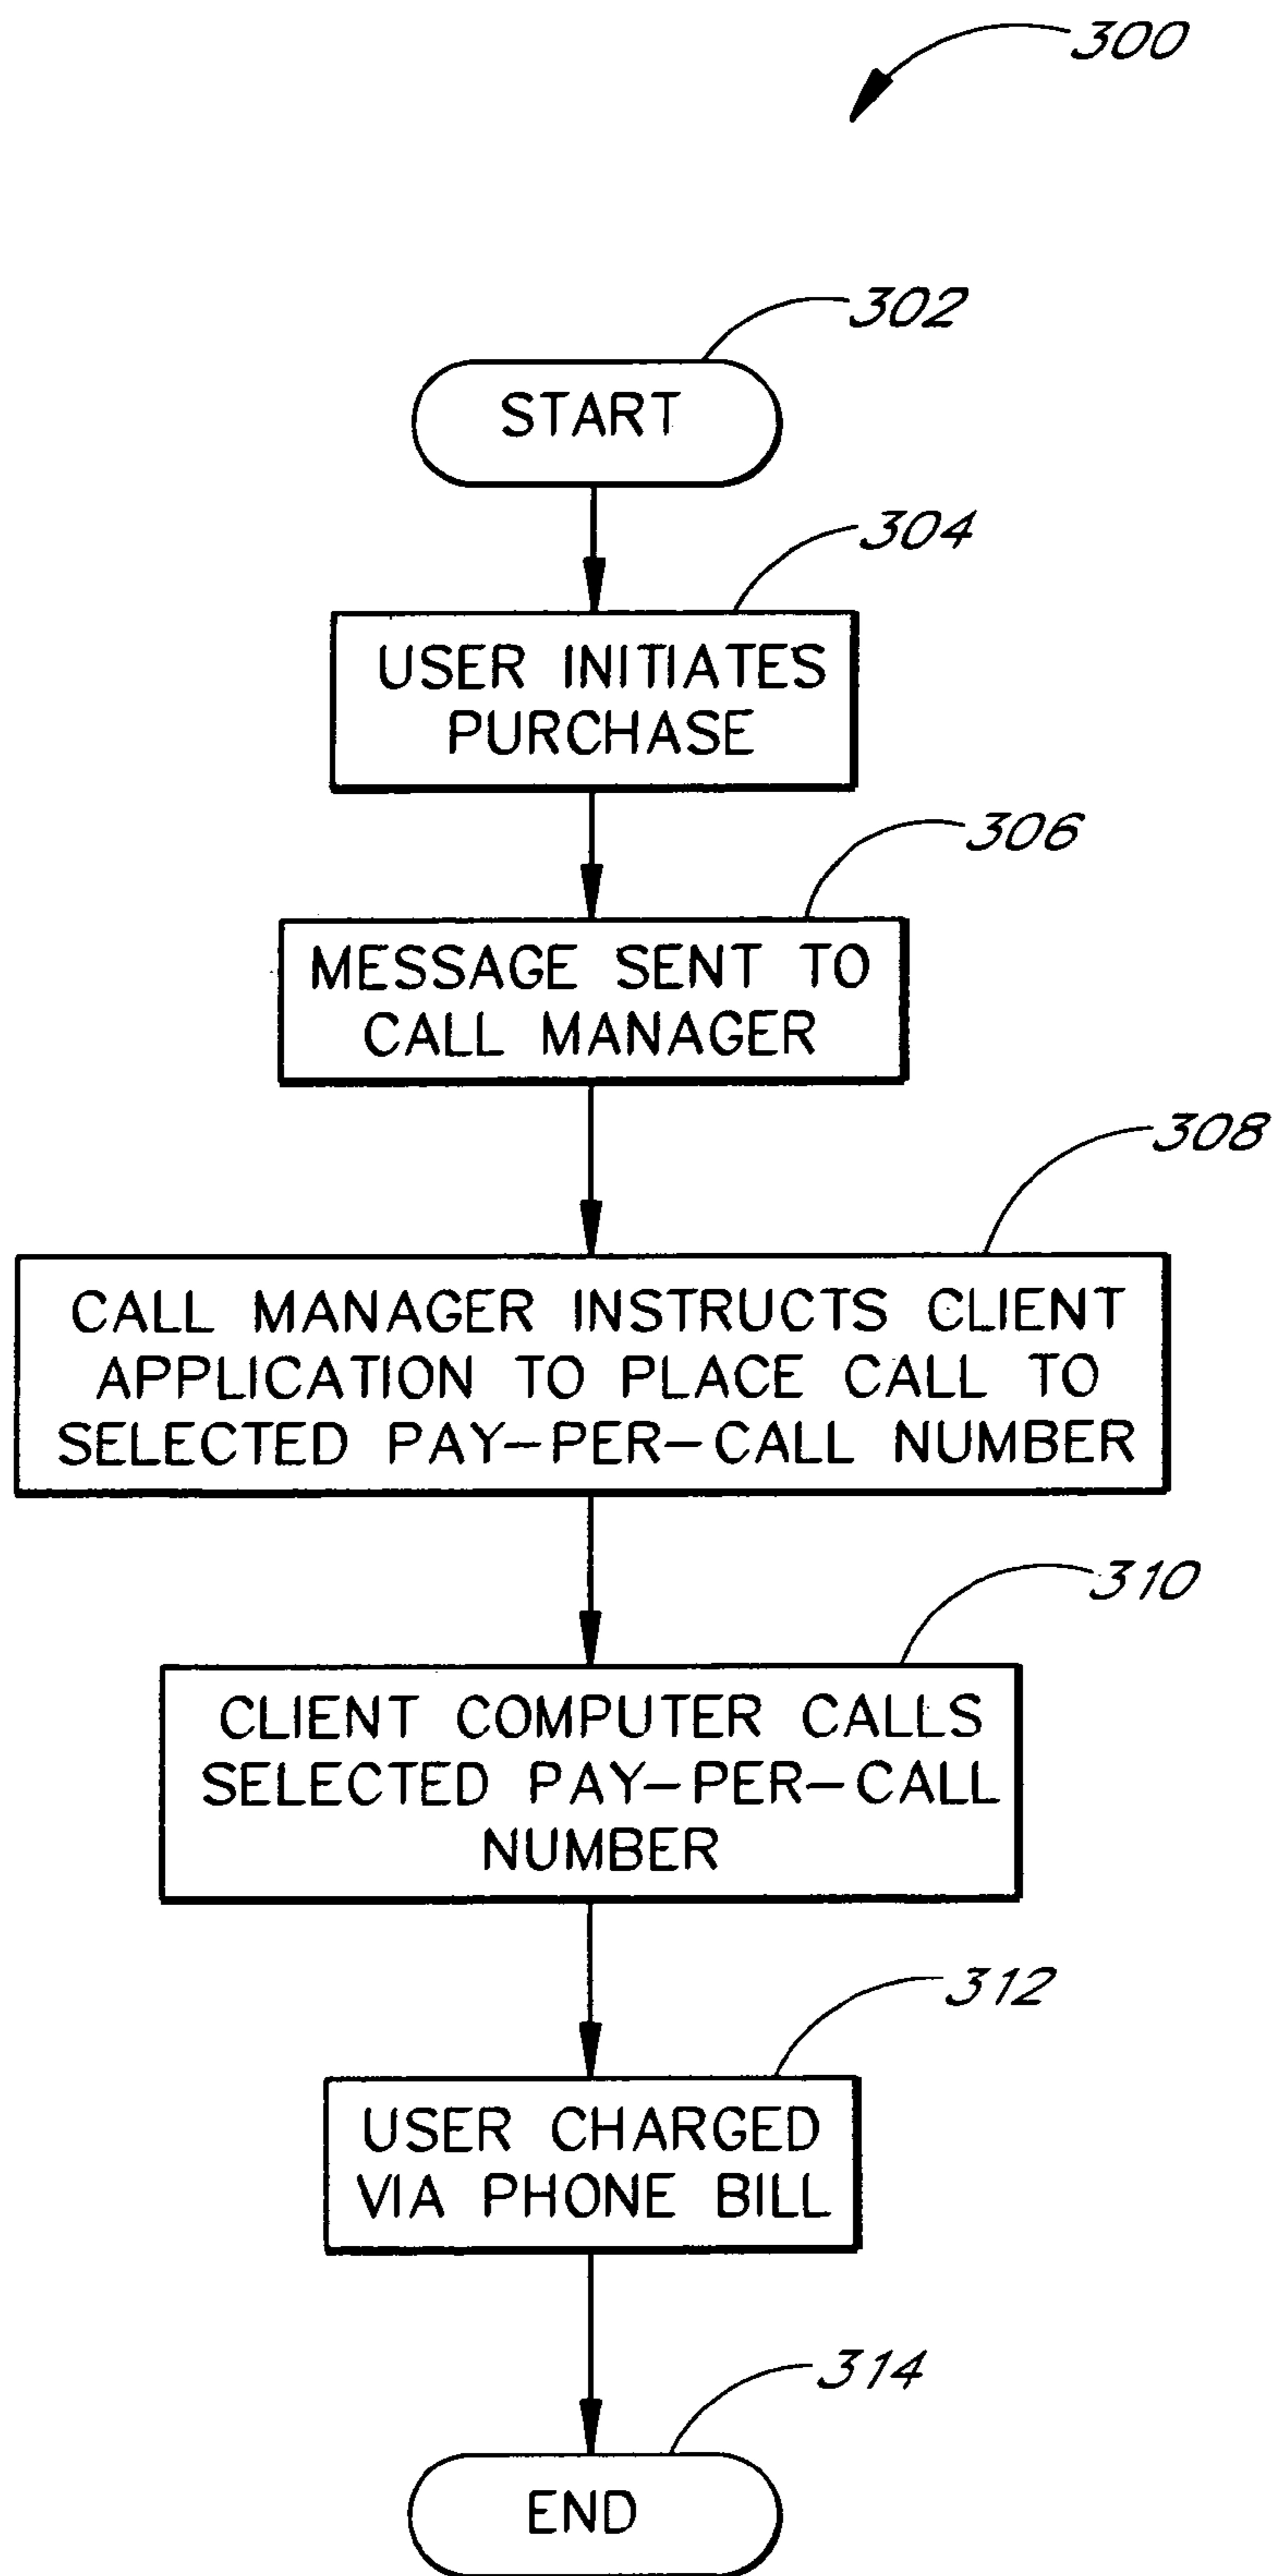 300
302
START
304
USER INITIATES
PURCHASE
306
MESSAGE SENT TO
CALL MANAGER
308
CALL MANAGER INSTRUCTS CLIENT
APPLICATION TO PLACE CALL TO
SELECTED PAY-PER-CALL NUMBER
310
CLIENT COMPUTER CALLS
SELECTED PAY-PER-CALL
NUMBER
312
USER CHARGED
VIA PHONE BILL
314
END